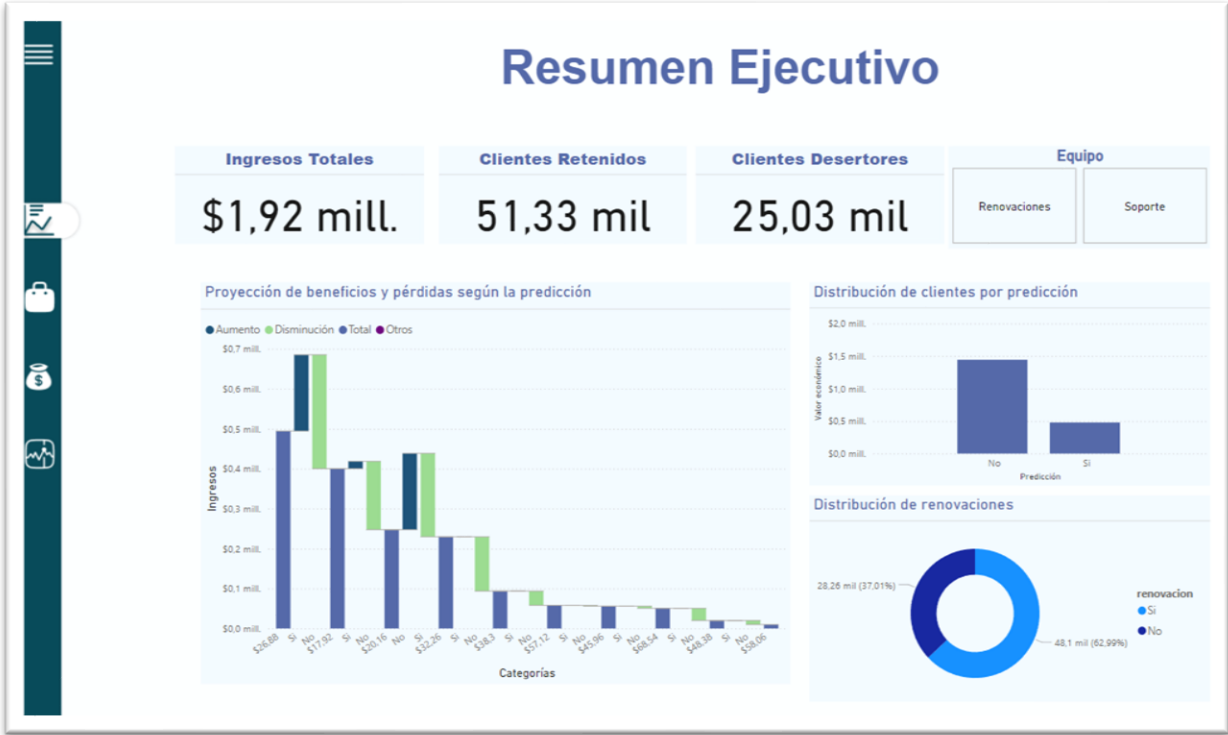 Resumen Ejecutivo
Ingresos Totales
$1,92 mill.
Clientes Retenidos
51,33 mil
Clientes Desertores
25,03 mil
Equipo
Renovaciones
Soporte
Proyección de beneficios y pérdidas según la predicción
Aumento Disminución Total Otros
$0,7 mill.
$0,6 mill.
$0,5 mill.
$0,4 mill.
$0,3 mill.
$0,2 mill.
$0,1 mill.
$0,0 mill.
Ingresos
$26,88 Si No $17,92 Si No $20,16 No Si $32,26 Si No $38,3 Si No $57,12 Si No $45,96 Si No $68,54 Si No $48,38 Si No $58,06
Categorías
Distribución de clientes por predicción
$2,0 mill.
$1,5 mill.
$1,0 mill.
$0,5 mill.
$0,0 mill.
Valor económico
No Si
Predicción
Distribución de renovaciones
28,26 mil (37,01%)
48,1 mil (62,99%)
renovacion
Si
No